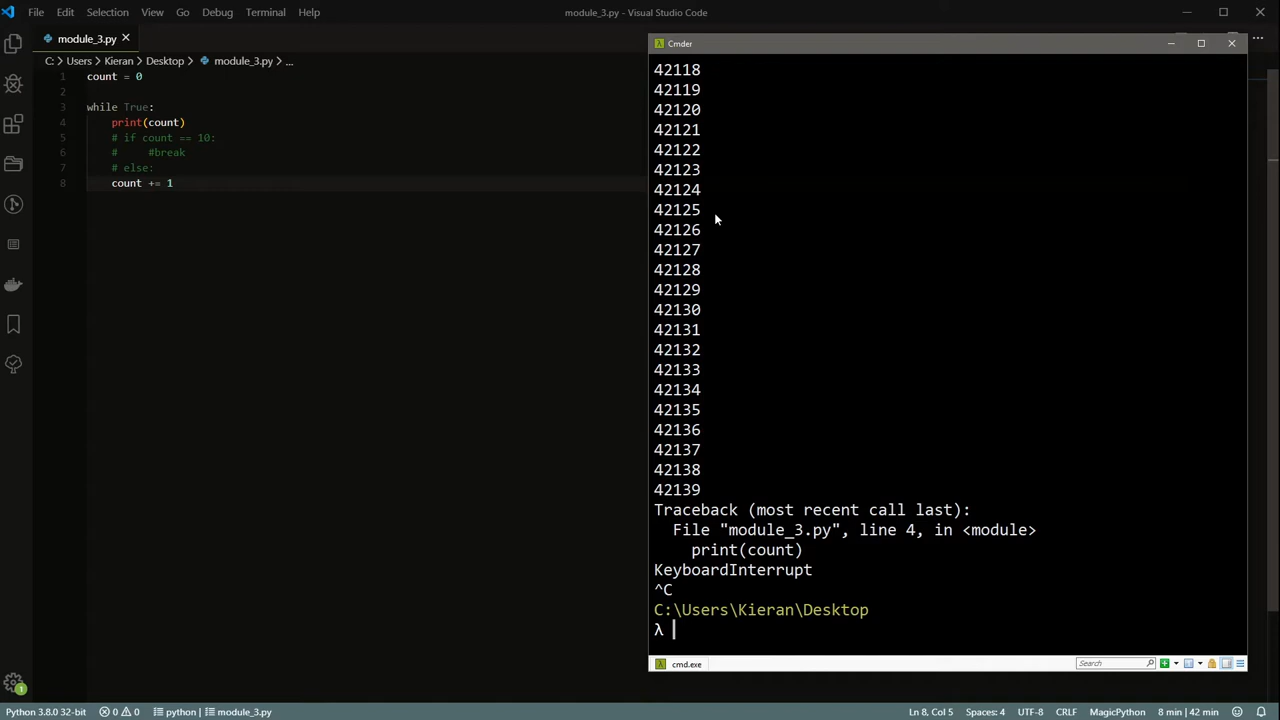 File Edit Selection View Go Debug Terminal Help
module_3.py - Visual Studio Code
module_3.py
C: > Users > Kieran > Desktop > module_3.py > ...
1 count = 0
2
3 while True:
4 print(count)
5 # if count == 10:
6 # #break
7 # else:
8 count += 1
Cmder
42118
42119
42120
42121
42122
42123
42124
42125
42126
42127
42128
42129
42130
42131
42132
42133
42134
42135
42136
42137
42138
42139
Traceback (most recent call last):
File "module_3.py", line 4, in <module>
print(count)
KeyboardInterrupt
^C
C:\Users\Kieran\Desktop
λ
cmd.exe
Search
1
Python 3.8.0 32-bit 0 0 python | module_3.py Ln 8, Col 5 Spaces: 4 UTF-8 CRLF MagicPython 8 min | 42 min